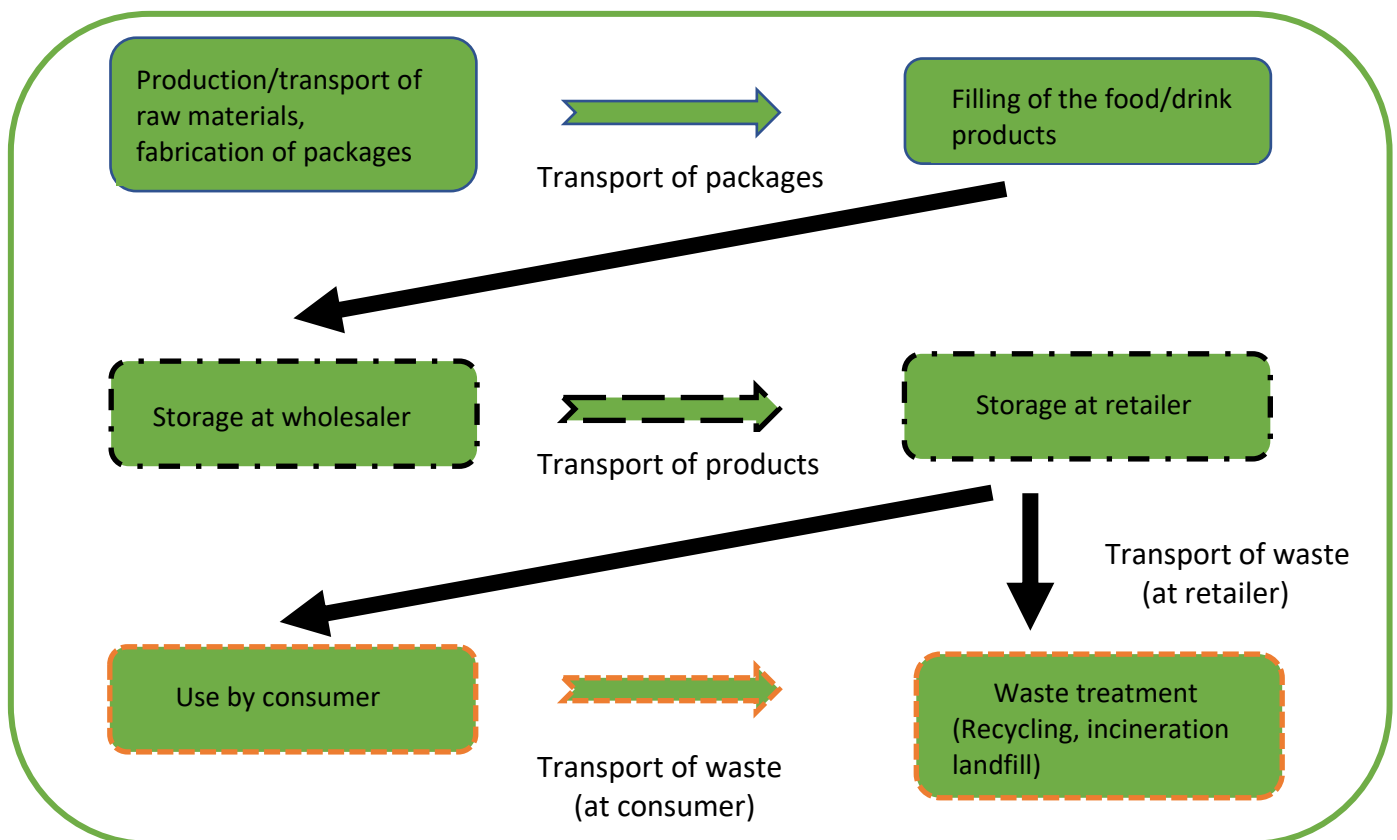 Production/transport of
raw materials,
fabrication of packages
Transport of packages
Filling of the food/drink
products
Storage at wholesaler
Transport of products
Storage at retailer
Transport of waste
(at retailer)
Use by consumer
Transport of waste
(at consumer)
Waste treatment
(Recycling, incineration
landfill)